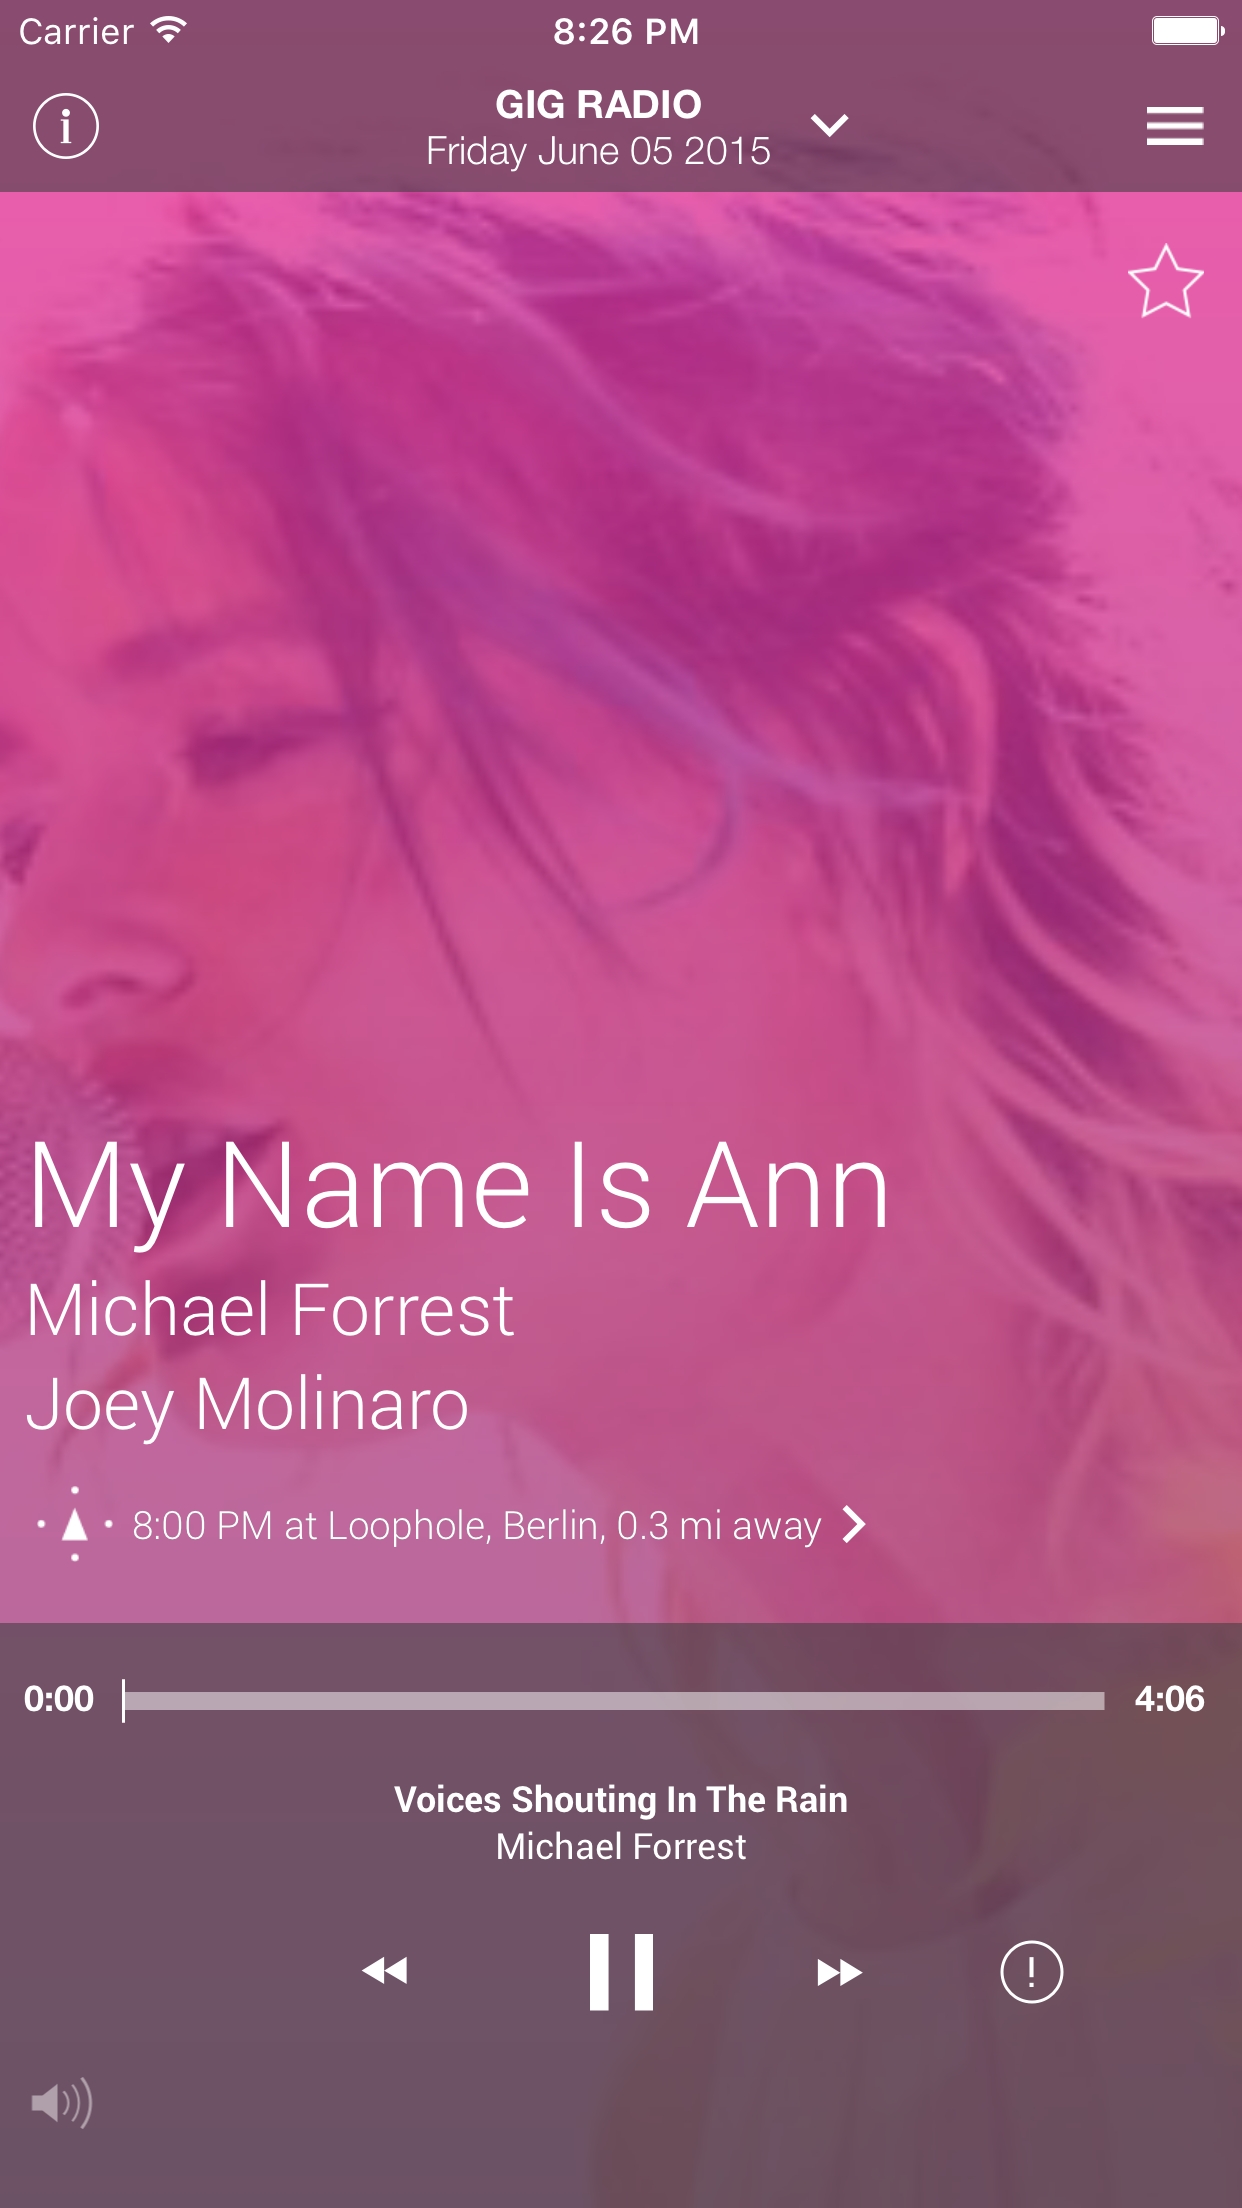 Carrier 8:26 PM
i
GIG RADIO
Friday June 05 2015
My Name Is Ann
Michael Forrest
Joey Molinaro
8:00 PM at Loophole, Berlin, 0.3 mi away
0:00 4:06
Voices Shouting In The Rain
Michael Forrest
!